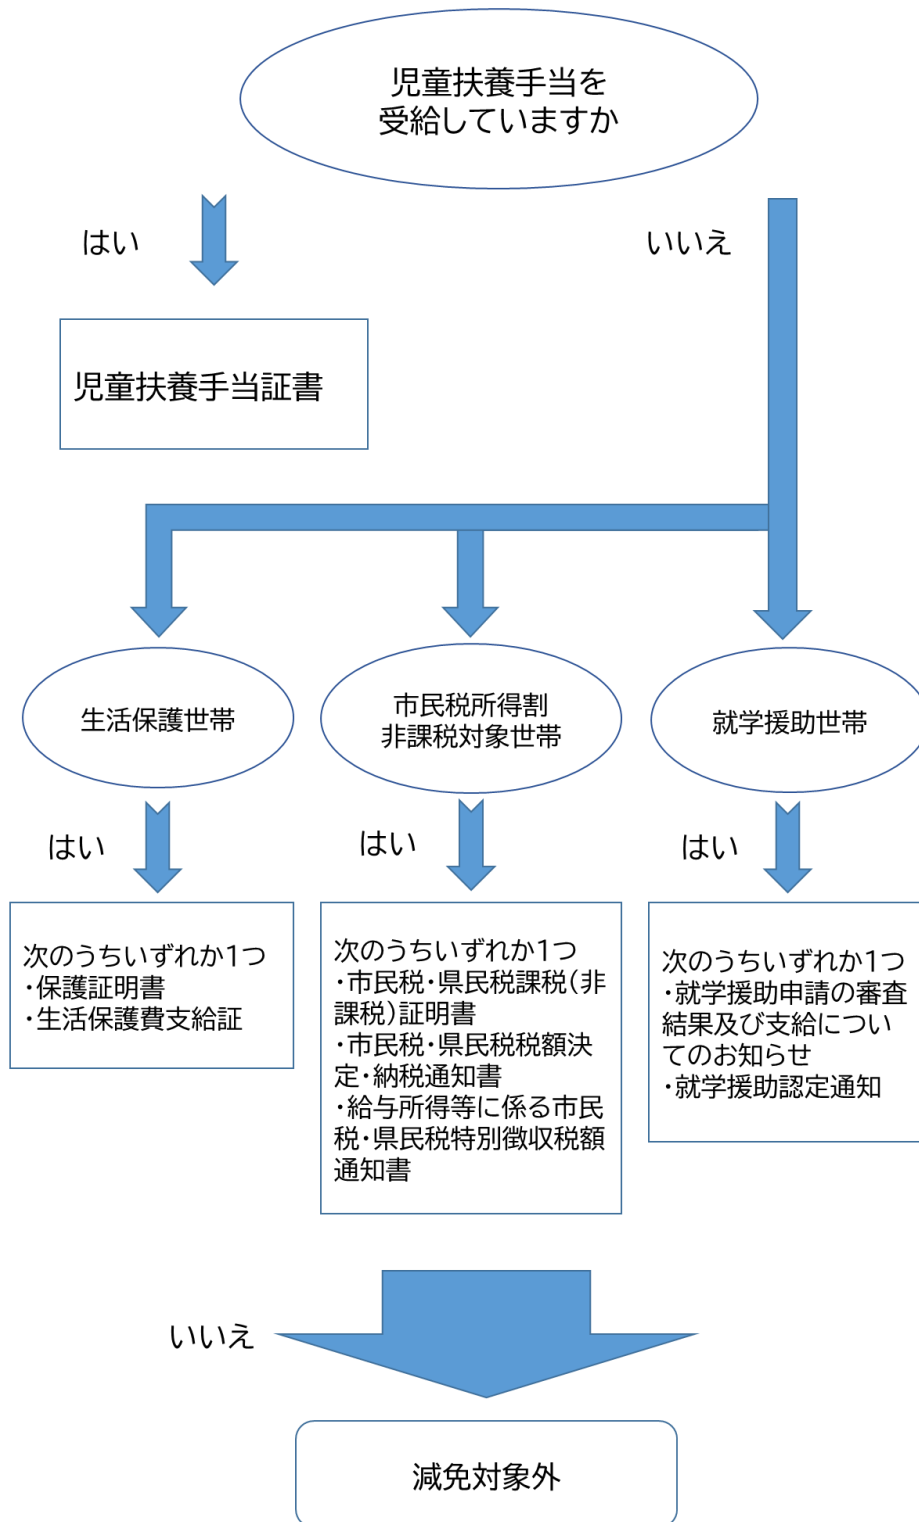 児童扶養手当を
受給していますか
はい
いいえ
児童扶養手当証書
生活保護世帯
市民税所得割
非課税対象世帯
就学援助世帯
はい
はい
はい
次のうちいずれか1つ
・保護証明書
・生活保護費支給証
次のうちいずれか1つ
・市民税・県民税課税(非
課税)証明書
・市民税・県民税税額決
定・納税通知書
・給与所得等に係る市民
税・県民税特別徴収税額
通知書
次のうちいずれか1つ
・就学援助申請の審査
結果及び支給につい
てのお知らせ
・就学援助認定通知
いいえ
減免対象外